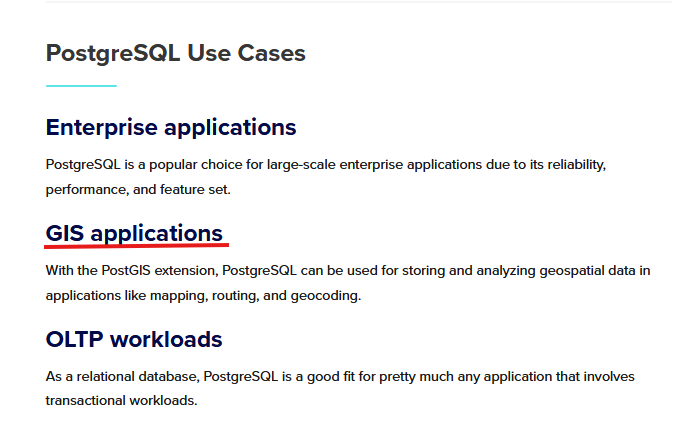 PostgreSQL Use Cases
Enterprise applications
PostgreSQL is a popular choice for large-scale enterprise applications due to its reliability,
performance, and feature set.
GIS applications
With the PostGIS extension, PostgreSQL can be used for storing and analyzing geospatial data in
applications like mapping, routing, and geocoding.
OLTP workloads
As a relational database, PostgreSQL is a good fit for pretty much any application that involves
transactional workloads.